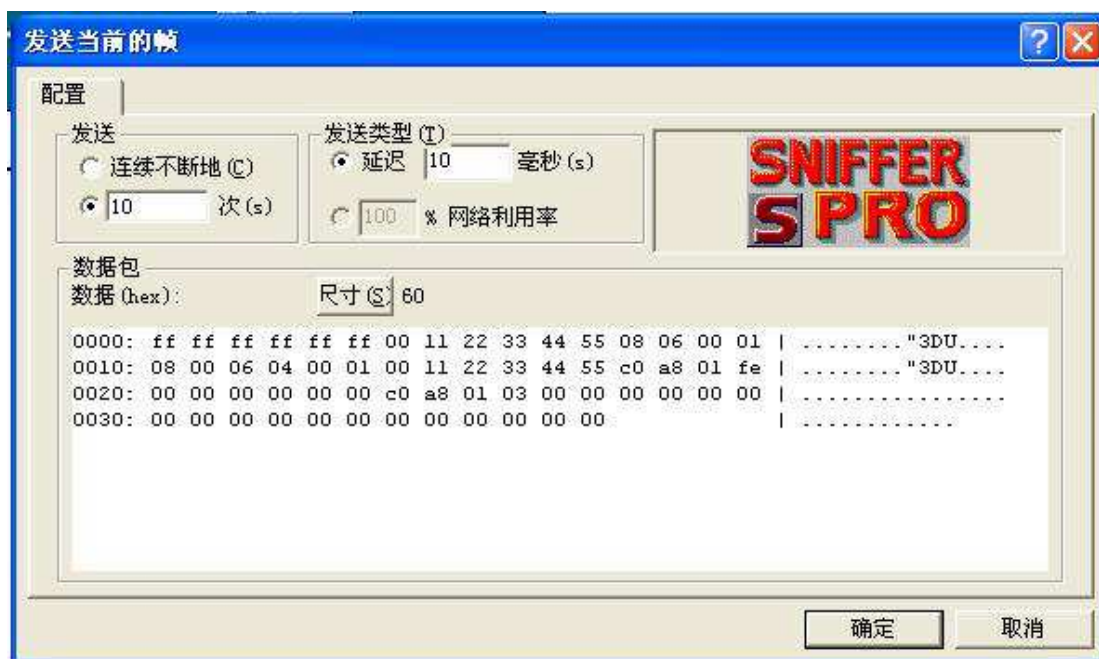 发送当前的帧
配置
发送
连续不断地(C)
10 次(s)
发送类型(T)
延迟 10 毫秒(s)
100 % 网络利用率
SNIFFER
S PRO
数据包
数据(hex): 尺寸(S) 60
0000: ff ff ff ff ff ff 00 11 22 33 44 55 08 06 00 01 | ........"3DU....
0010: 08 00 06 04 00 01 00 11 22 33 44 55 c0 a8 01 fe | ........"3DU....
0020: 00 00 00 00 00 00 c0 a8 01 03 00 00 00 00 00 00 | ................
0030: 00 00 00 00 00 00 00 00 00 00 00 00 | ............
确定 取消